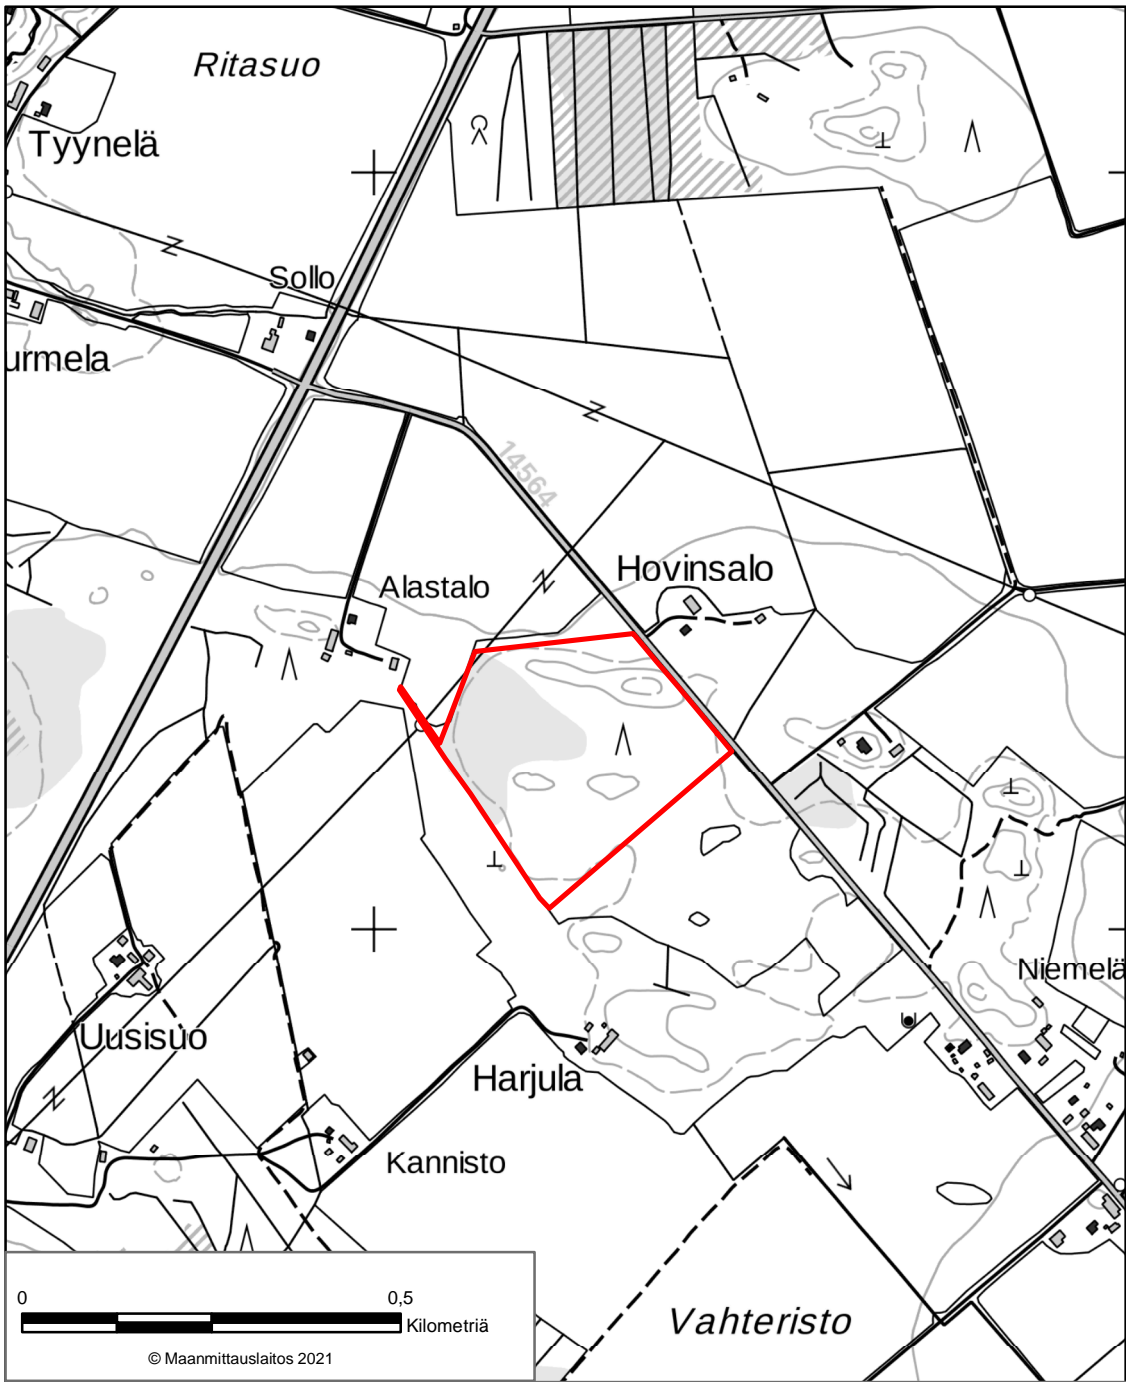 Ritasuo
Tyynelä
Sollo
urmela
14564
Hovinsalo
Alastalo
Niemelä
Uusisuo
Harjula
Kannisto
Vahteristo
0 0,5
Kilometriä
© Maanmittauslaitos 2021